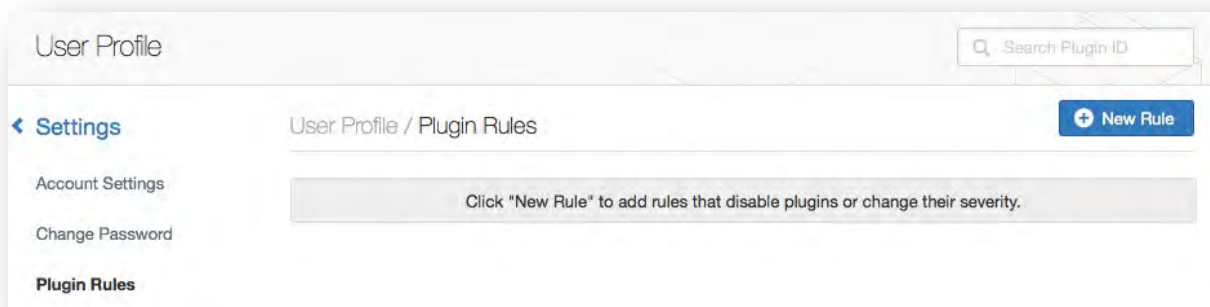 User Profile
Search Plugin ID
Settings
User Profile / Plugin Rules
New Rule
Account Settings
Click "New Rule" to add rules that disable plugins or change their severity.
Change Password
Plugin Rules